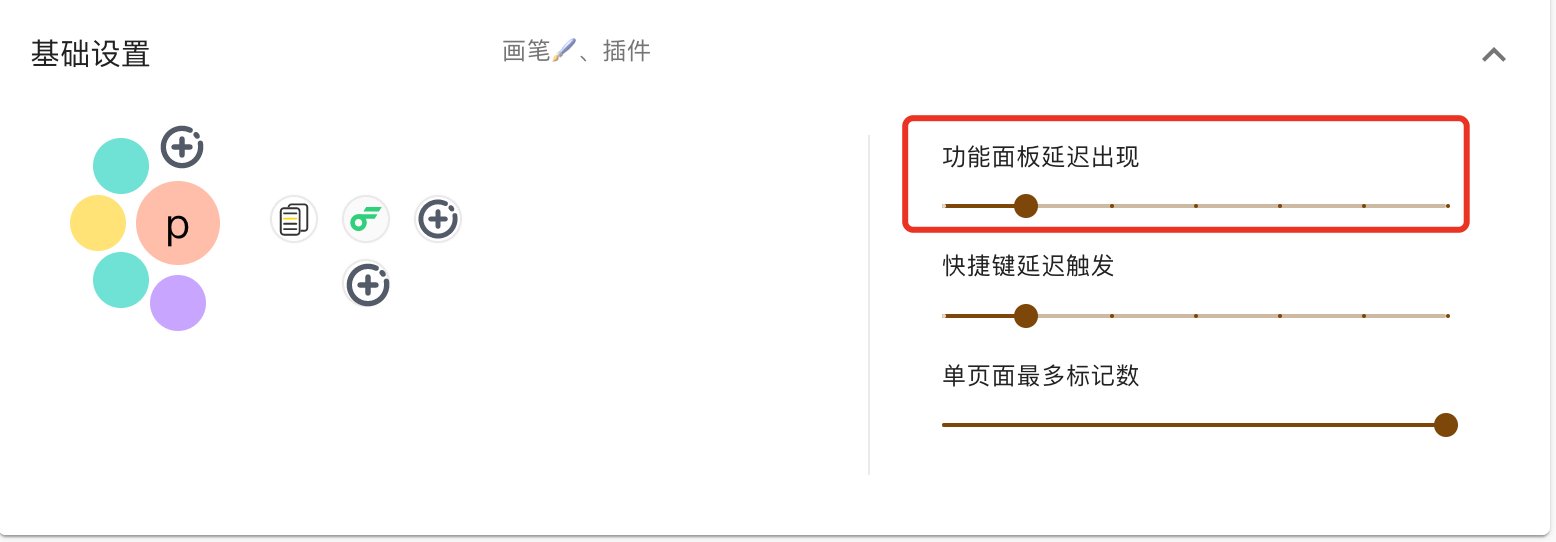 基础设置
画笔🖌️、插件
p
功能面板延迟出现
快捷键延迟触发
单页面最多标记数